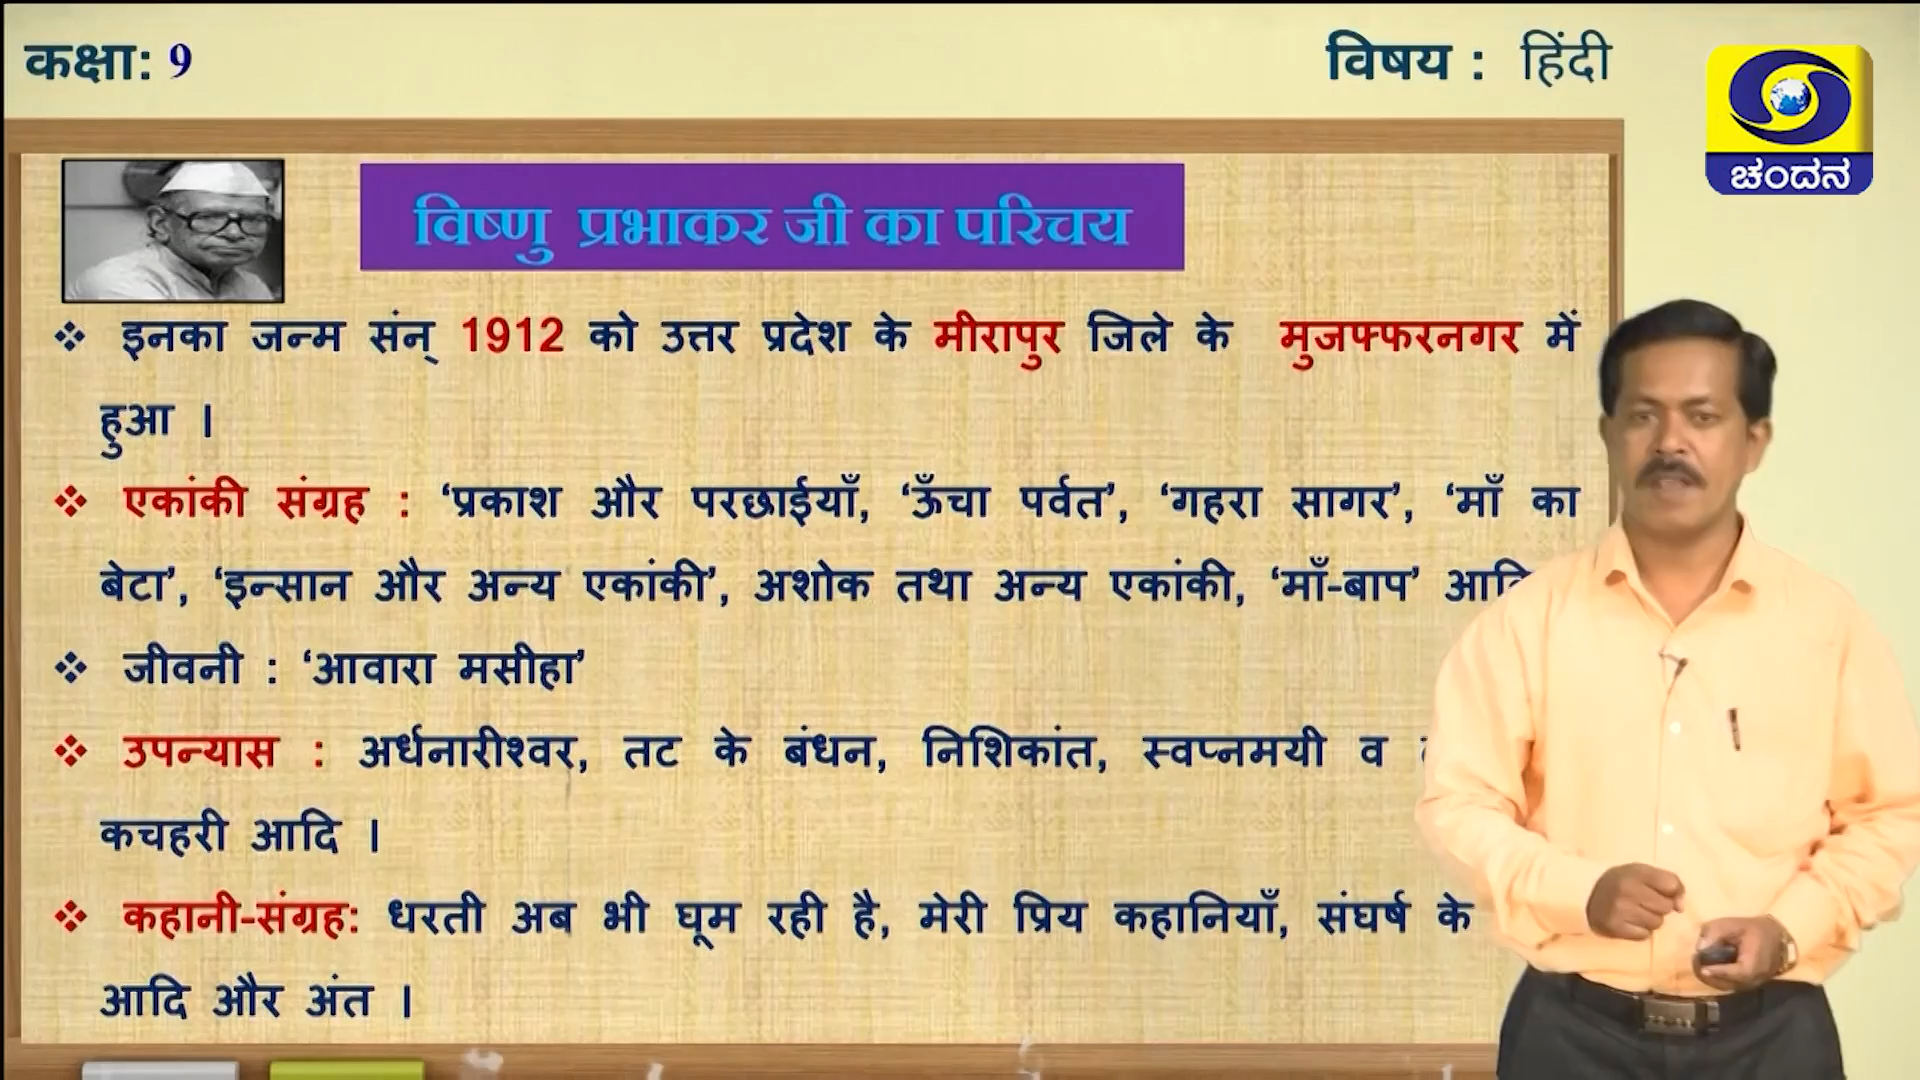 कक्षा: 9
विषय : हिंदी
ಚಂದನ
विष्णु प्रभाकर जी का परिचय
❖ इनका जन्म संन् 1912 को उत्तर प्रदेश के मीरापुर जिले के मुजफ्फरनगर में
हुआ ।
❖ एकांकी संग्रह : ‘प्रकाश और परछाईयाँ, ‘ऊँचा पर्वत’, ‘गहरा सागर’, ‘माँ का
बेटा’, ‘इन्सान और अन्य एकांकी’, अशोक तथा अन्य एकांकी, ‘माँ-बाप’
❖ जीवनी : ‘आवारा मसीहा’
❖ उपन्यास : अर्धनारीश्वर, तट के बंधन, निशिकांत, स्वप्नमयी व
कचहरी आदि ।
❖ कहानी-संग्रह: धरती अब भी घूम रही है, मेरी प्रिय कहानियाँ, संघर्ष के
आदि और अंत ।